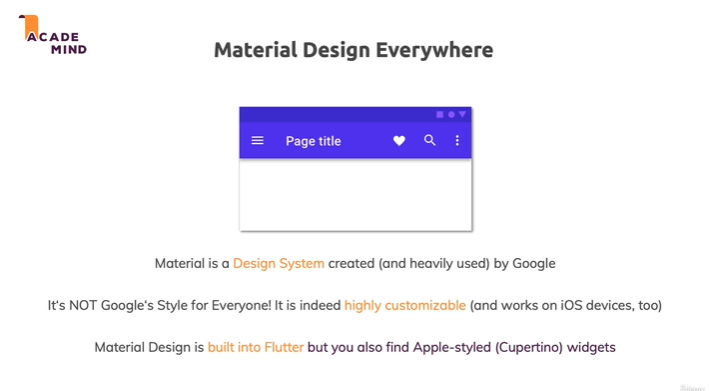 ACADE
MIND
Material Design Everywhere
Page title
Material is a Design System created (and heavily used) by Google
It's NOT Google's Style for Everyone! It is indeed highly customizable (and works on iOS devices, too)
Material Design is built into Flutter but you also find Apple-styled (Cupertino) widgets